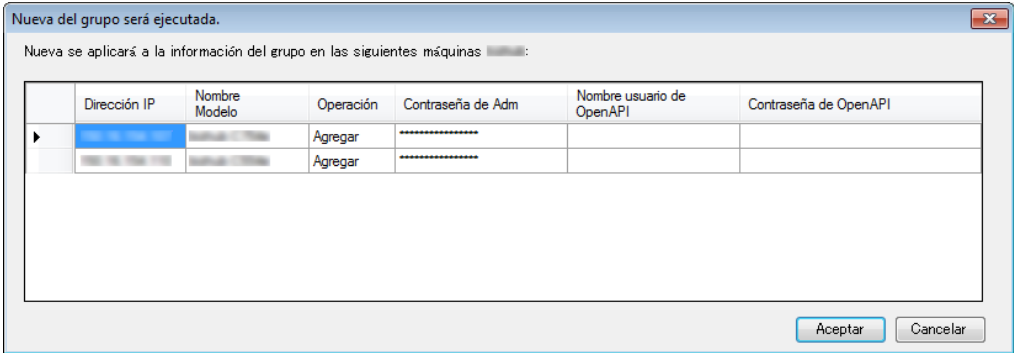 Nueva del grupo será ejecutada.
Nueva se aplicará a la información del grupo en las siguientes máquinas :
Dirección IP Nombre Modelo Operación Contraseña de Adm Nombre usuario de OpenAPI Contraseña de OpenAPI
Agregar ****************
Agregar ****************
Aceptar Cancelar